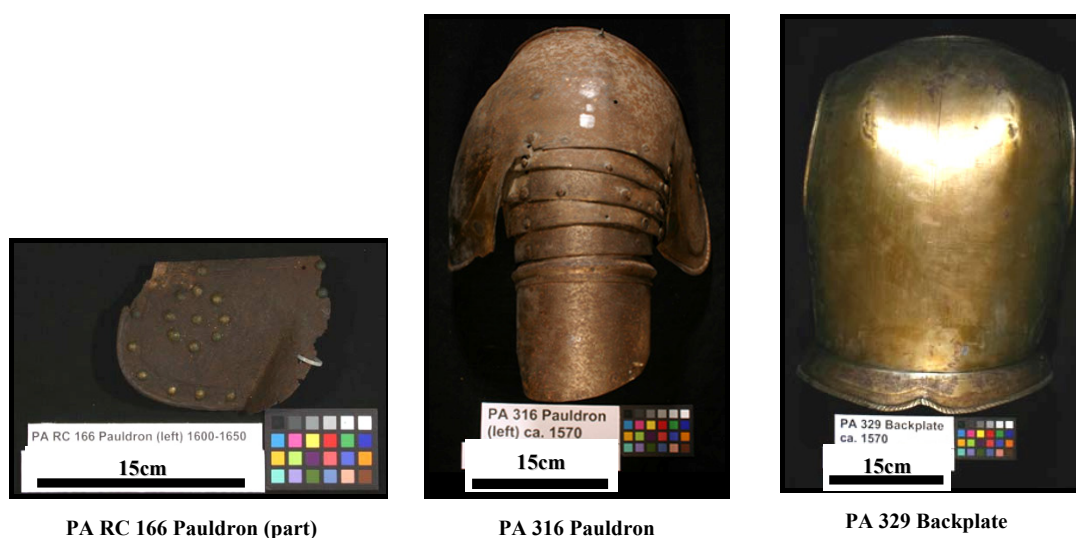 PA RC 166 Pauldron (left) 1600-1650
15cm
PA 316 Pauldron
(left) ca. 1570
15cm
PA 329 Backplate
ca. 1570
15cm
PA RC 166 Pauldron (part)
PA 316 Pauldron
PA 329 Backplate